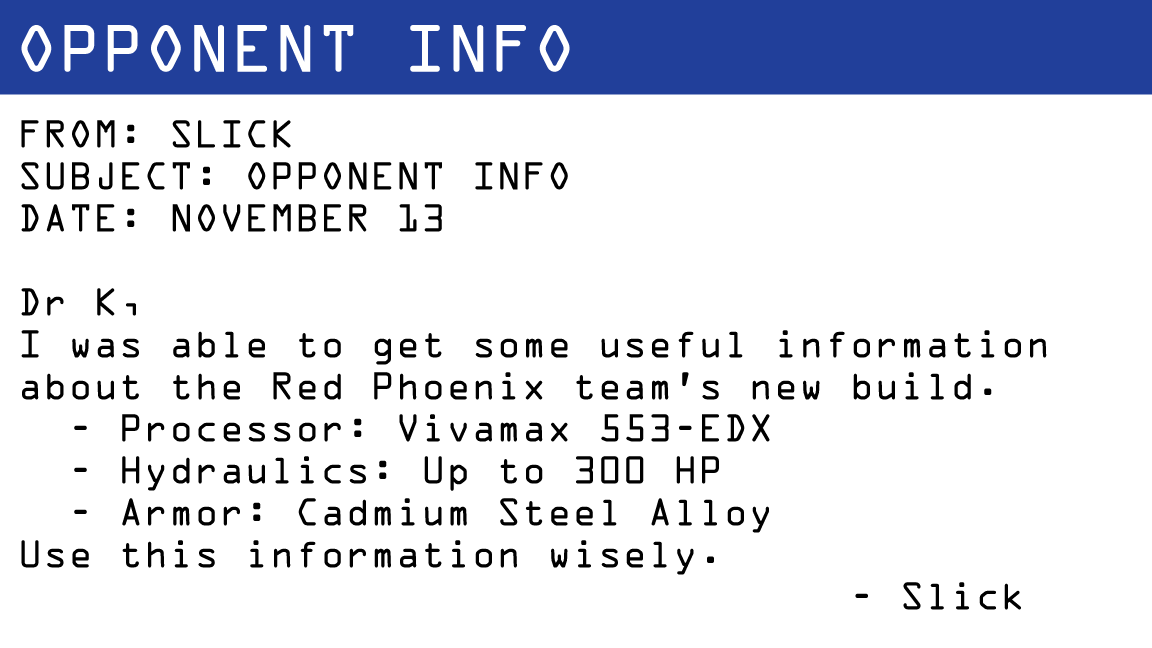 OPPONENT INFO
FROM: SLICK
SUBJECT: OPPONENT INFO
DATE: NOVEMBER 13
Dr K,
I was able to get some useful information
about the Red Phoenix team's new build.
- Processor: Vivamax 553-EDX
- Hydraulics: Up to 300 HP
- Armor: Cadmium Steel Alloy
Use this information wisely.
- Slick